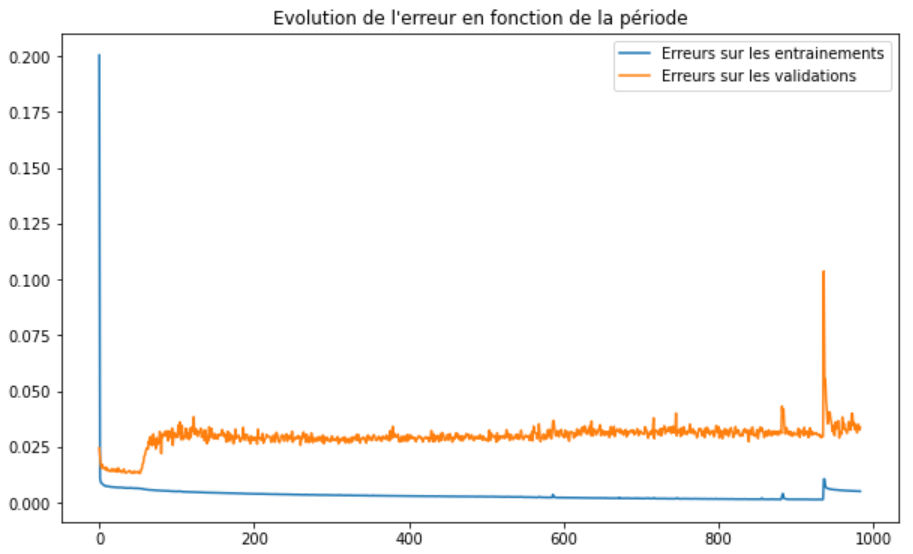 Evolution de l'erreur en fonction de la période
Erreurs sur les entrainements
Erreurs sur les validations
0.200
0.175
0.150
0.125
0.100
0.075
0.050
0.025
0.000
0 200 400 600 800 1000